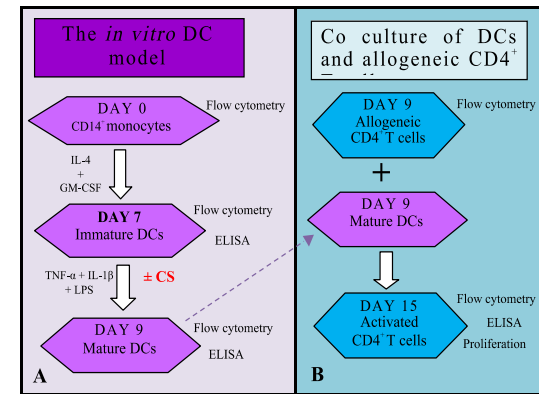 The in vitro DC
model
DAY 0
CD14+ monocytes
Flow cytometry
IL-4
+
GM-CSF
DAY 7
Immature DCs
Flow cytometry
ELISA
TNF-α + IL-1β
+ LPS
± CS
DAY 9
Mature DCs
Flow cytometry
ELISA
A
Co culture of DCs
and allogeneic CD4+
DAY 9
Allogeneic
CD4+T cells
Flow cytometry
+
DAY 9
Mature DCs
DAY 15
Activated
CD4+T cells
Flow cytometry
ELISA
Proliferation
B